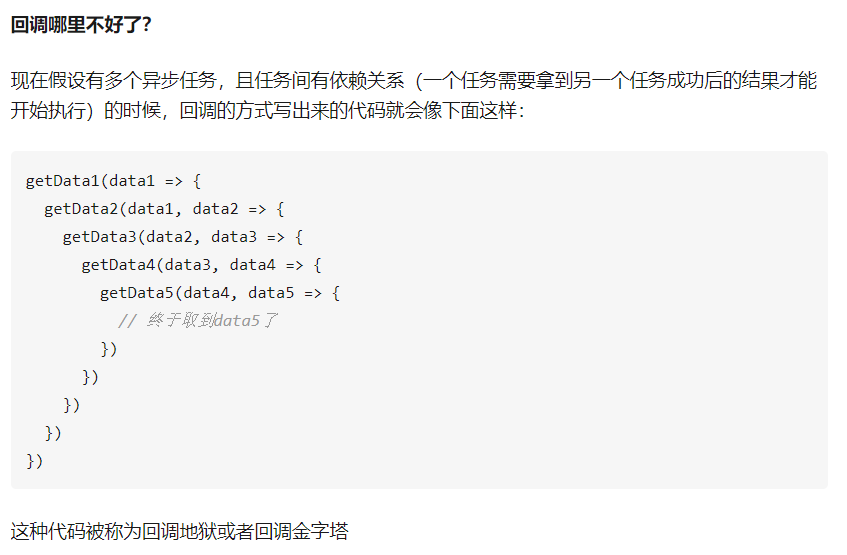 回调哪里不好了？
现在假设有多个异步任务，且任务间有依赖关系（一个任务需要拿到另一个任务成功后的结果才能
开始执行）的时候，回调的方式写出来的代码就会像下面这样：
getData1(data1 => {
  getData2(data1, data2 => {
    getData3(data2, data3 => {
      getData4(data3, data4 => {
        getData5(data4, data5 => {
          // 终于取到data5了
        })
      })
    })
  })
})
这种代码被称为回调地狱或者回调金字塔